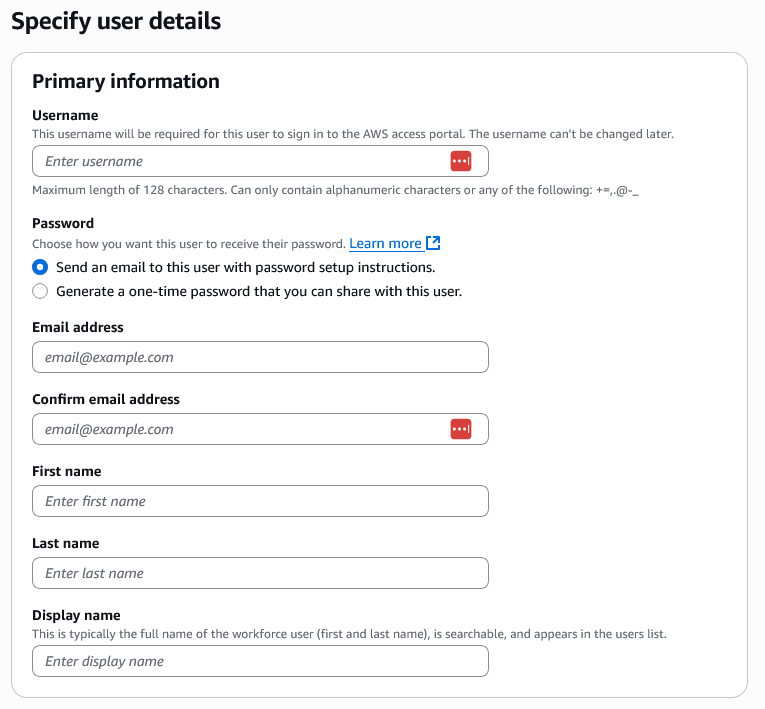 Specify user details
Primary information
Username
This username will be required for this user to sign in to the AWS access portal. The username can't be changed later.
Enter username
Maximum length of 128 characters. Can only contain alphanumeric characters or any of the following: +=,.@-_
Password
Choose how you want this user to receive their password. Learn more
Send an email to this user with password setup instructions.
Generate a one-time password that you can share with this user.
Email address
email@example.com
Confirm email address
email@example.com
First name
Enter first name
Last name
Enter last name
Display name
This is typically the full name of the workforce user (first and last name), is searchable, and appears in the users list.
Enter display name